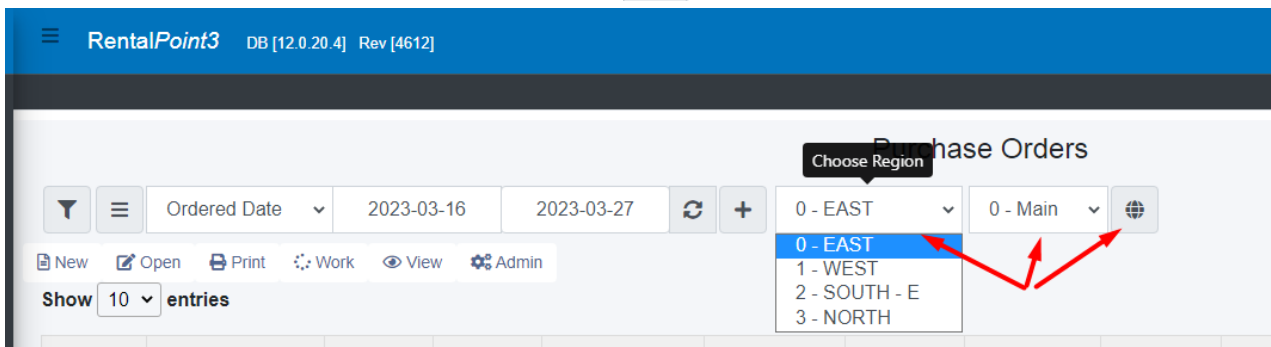 RentalPoint3 DB [12.0.20.4] Rev [4612]
Purchase Orders
Choose Region
Ordered Date 2023-03-16 2023-03-27 0 - EAST 0 - Main
0 - EAST
1 - WEST
2 - SOUTH - E
3 - NORTH
New Open Print Work View Admin
Show 10 entries